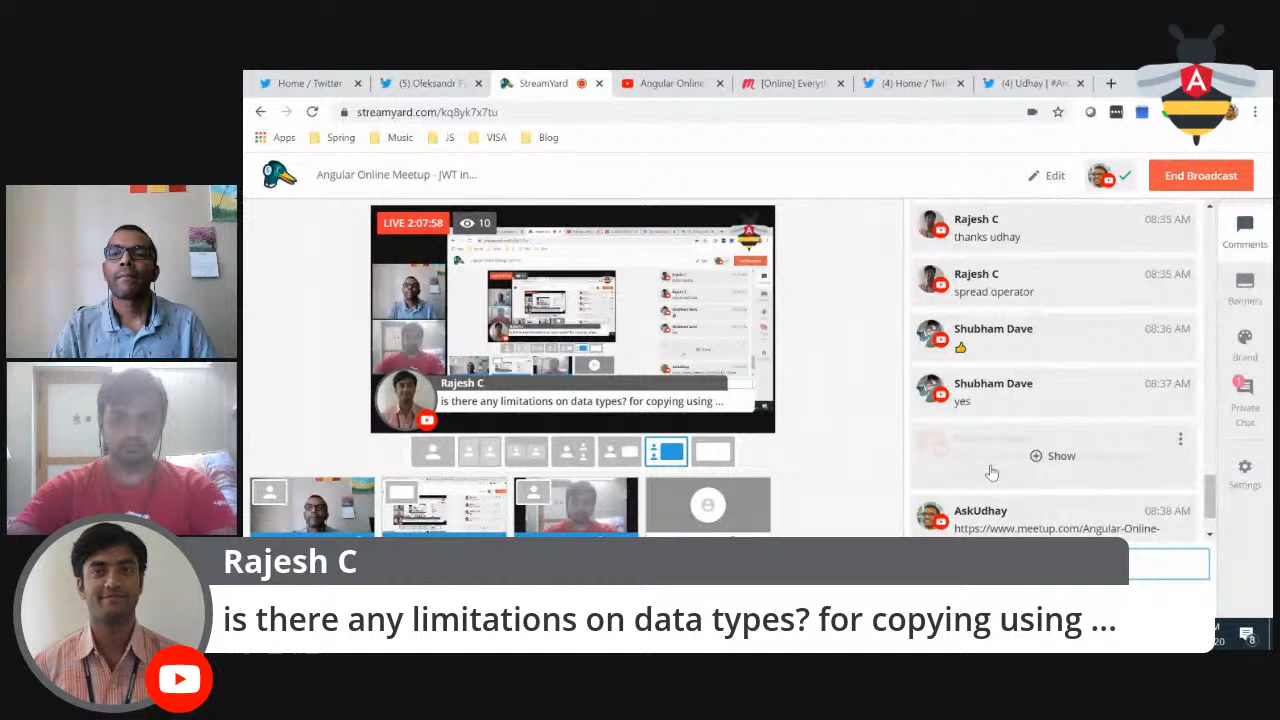 Home / Twitter
(5) Oleksandr P
StreamYard
Angular Online
[Online] Everyth
(4) Home / Twi
(4) Udhay | #An
streamyard.com/kq8yk7x7tu
Apps
Spring
Music
JS
VISA
Blog
Angular Online Meetup - JWT in...
Edit
End Broadcast
LIVE 2:07:58
10
Rajesh C
is there any limitations on data types? for copying using ...
Rajesh C
08:35 AM
thanks udhay
Rajesh C
08:35 AM
spread operator
Shubham Dave
08:36 AM
Shubham Dave
08:37 AM
yes
Show
AskUdhay
08:38 AM
https://www.meetup.com/Angular-Online-
Comments
Banners
Brand
1
Private
Chat
Settings
20
8
A
Rajesh C
is there any limitations on data types? for copying using ...